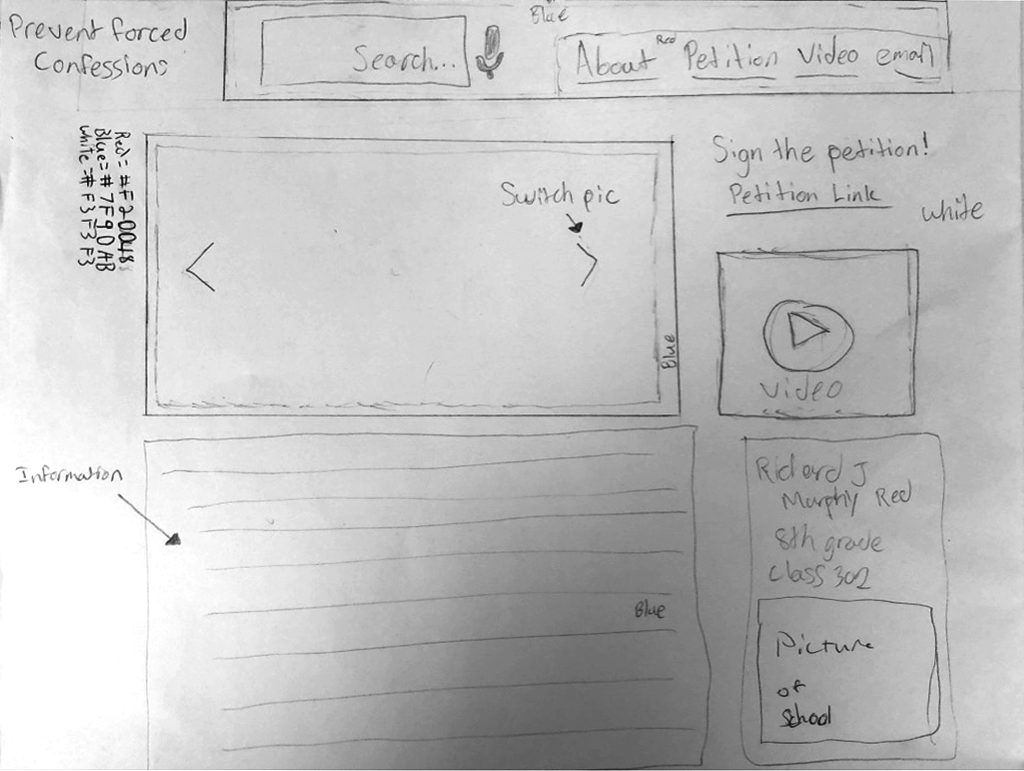 Prevent forced
Confessions
Blue
Search...
Red
About Petition Video email
Red = #F20048
Blue = #7F90AB
White = #F3F3F3
Switch pic
Blue
Sign the petition!
Petition Link
white
video
Information
Blue
Richard J
Murphy Red
8th grade
Class 302
Picture
of
School